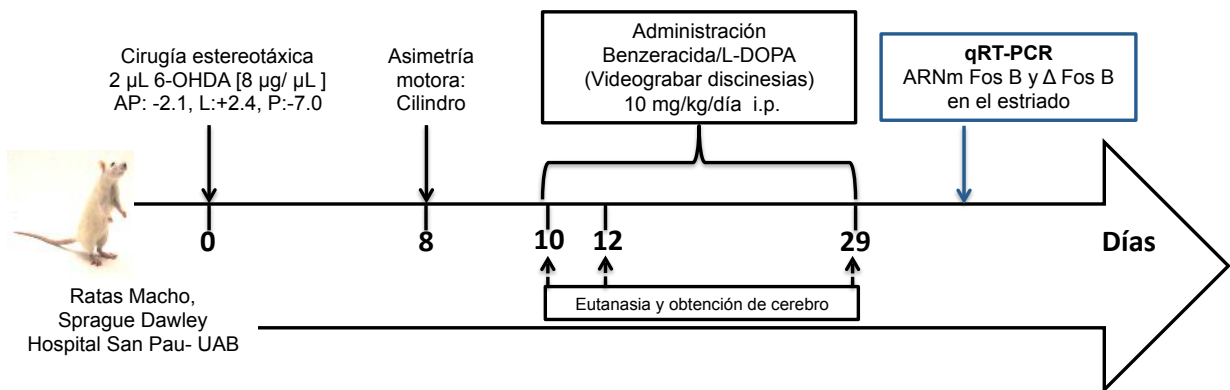 Cirugía estereotáxica
2 µL 6-OHDA [8 µg/ µL ]
AP: -2.1, L:+2.4, P:-7.0
Asimetría
motora:
Cilindro
Administración
Benzeracida/L-DOPA
(Videograbar discinesias)
10 mg/kg/día  i.p.
qRT-PCR
ARNm Fos B y Δ Fos B
en el estriado
0
8
10
12
29
Días
Eutanasia y obtención de cerebro
Ratas Macho,
Sprague Dawley
Hospital San Pau- UAB